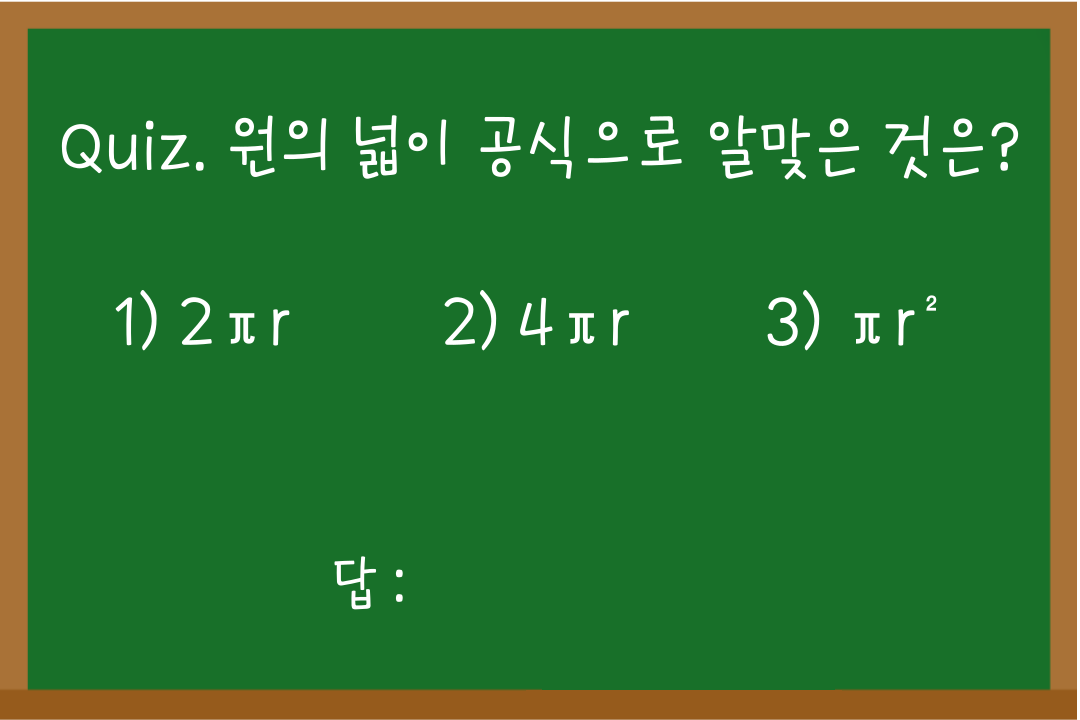 Quiz. 원의 넓이 공식으로 알맞은 것은?
1) 2πr 2) 4πr 3) πr²
답 :